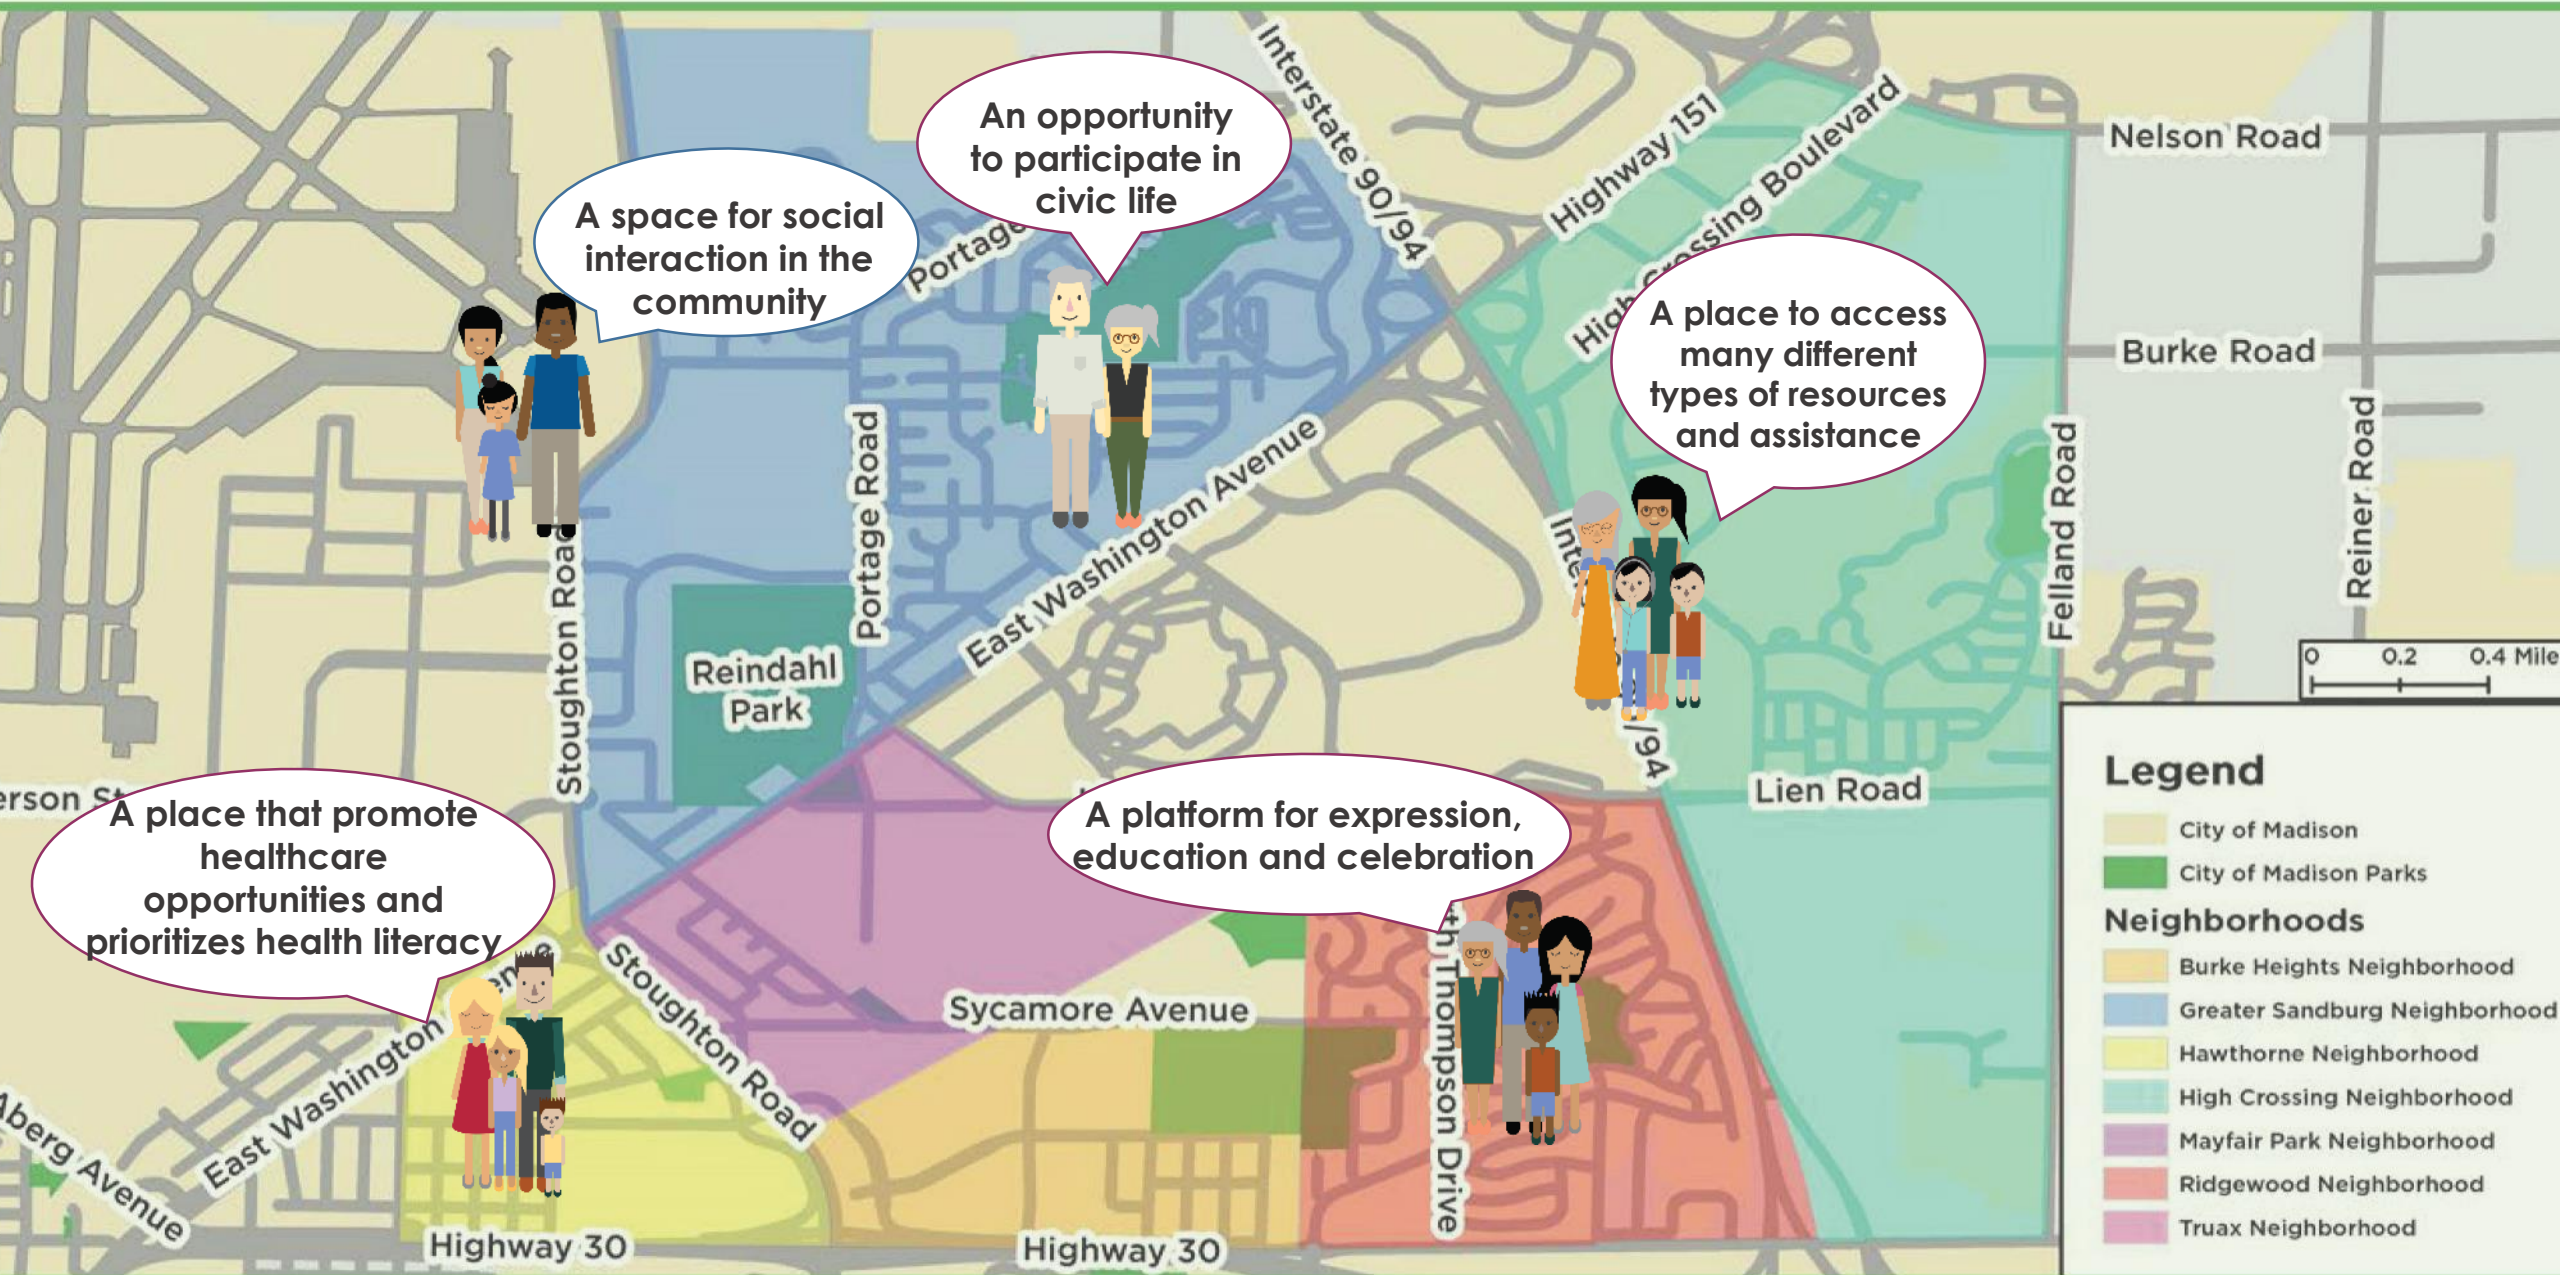 An opportunity
to participate in
civic life
A space for social
interaction in the
community
A place to access
many different
types of resources
and assistance
A place that promote
healthcare
opportunities and
prioritizes health literacy
A platform for expression,
education and celebration
Interstate 90/94
Highway 151
High Crossing Boulevard
Nelson Road
Burke Road
Portage
Portage Road
East Washington Avenue
Stoughton Road
Reindahl
Park
Felland Road
Reiner Road
/94
Lien Road
Sycamore Avenue
Stoughton Road
Thompson Drive
East Washington
Aberg Avenue
Highway 30
Highway 30
0 0.2 0.4 Mile
Legend
City of Madison
City of Madison Parks
Neighborhoods
Burke Heights Neighborhood
Greater Sandburg Neighborhood
Hawthorne Neighborhood
High Crossing Neighborhood
Mayfair Park Neighborhood
Ridgewood Neighborhood
Truax Neighborhood